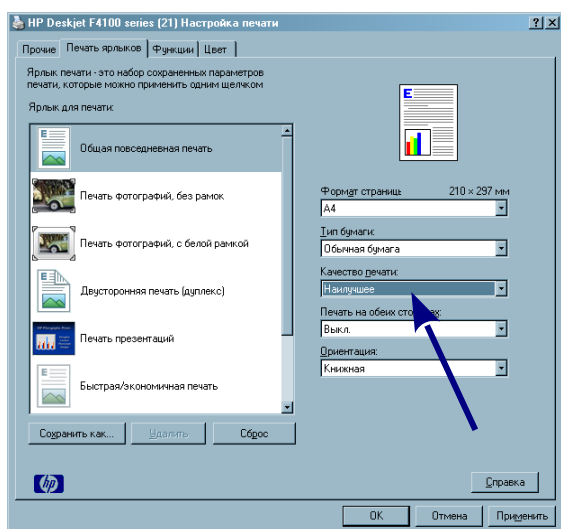 HP Deskjet F4100 series (21) Настройка печати
Прочие
Печать ярлыков
Функции
Цвет
Ярлык печати - это набор сохраненных параметров
печати, которые можно применить одним щелчком
Ярлык для печати:
Общая повседневная печать
Печать фотографий, без рамок
Печать фотографий, с белой рамкой
Двусторонняя печать (дуплекс)
Печать презентаций
Быстрая/экономичная печать
Сохранить как...
Удалить
Сброс
E
Формат страниц: 210 × 297 мм
A4
Тип бумаги:
Обычная бумага
Качество печати:
Наилучшее
Печать на обеих
Выкл.
Ориентация:
Книжная
hp
Справка
OK
Отмена
Применить